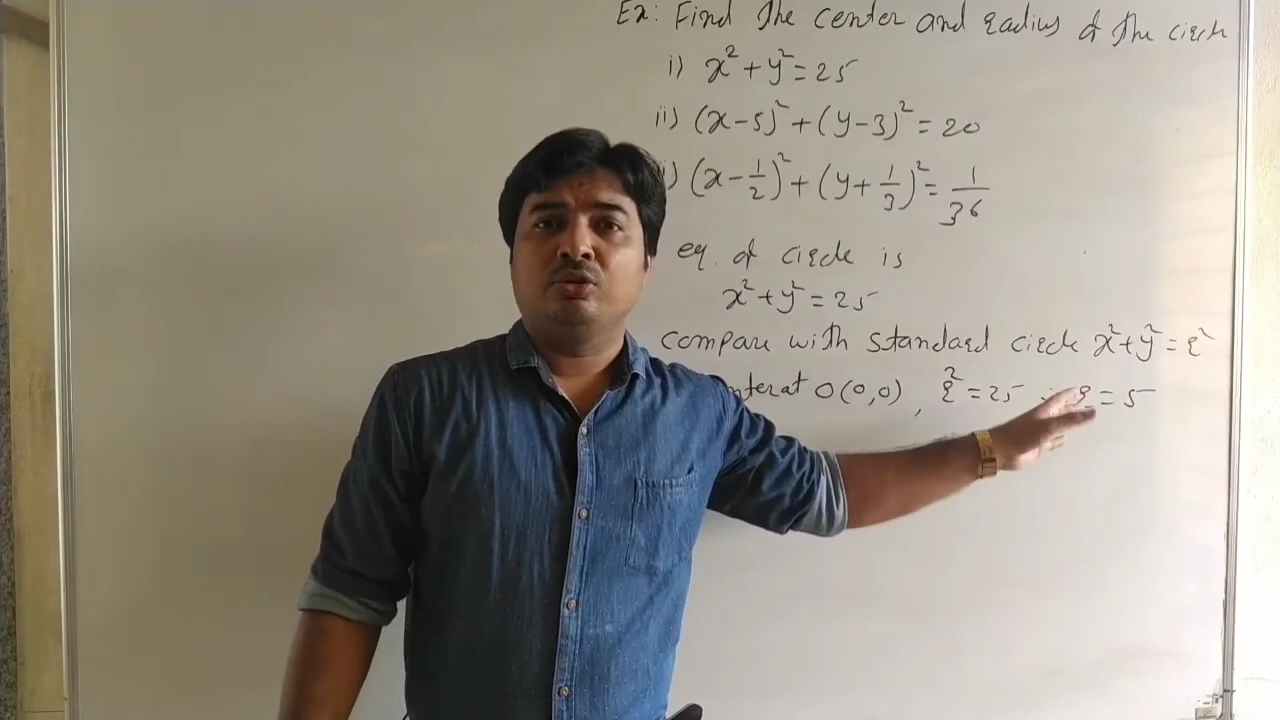 Ex: Find the center and radius of the circle
i) x² + y² = 25
ii) (x-5)² + (y-3)² = 20
) (x - 1/2)² + (y + 1/3)² = 1/36
eq. of circle is
x² + y² = 25
compare with standard circle x² + y² = r²
at O(0,0), r² = 25 r = 5